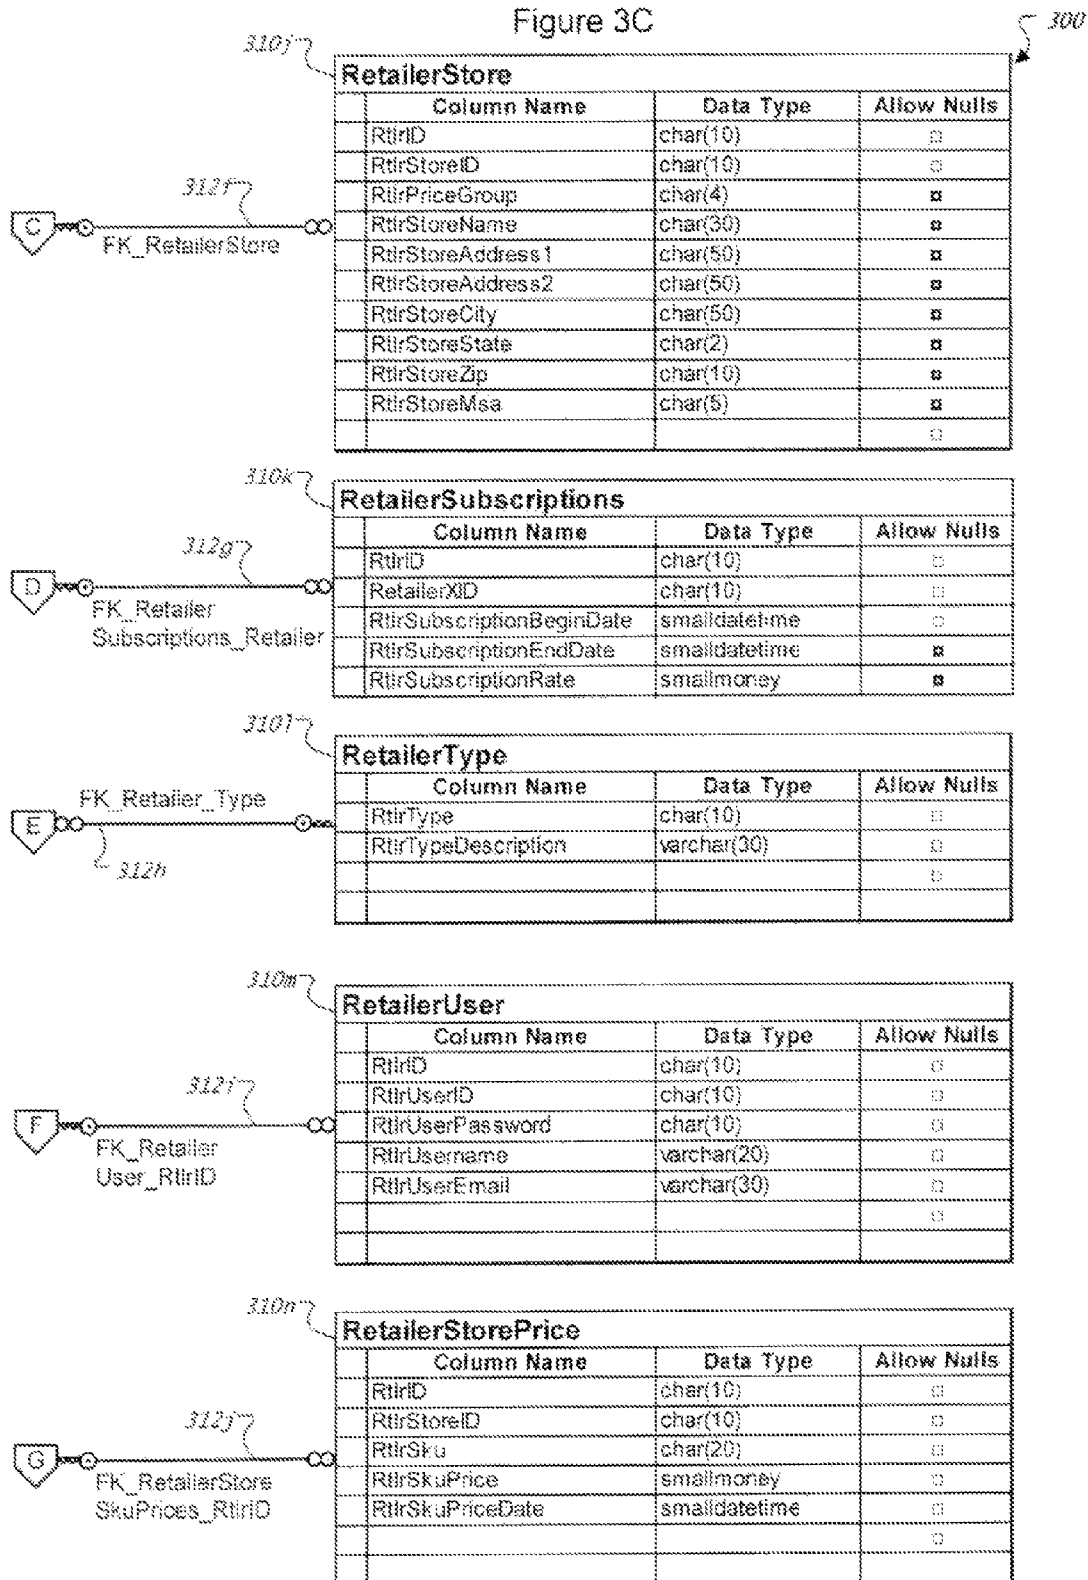 Figure 3C
300
310j
RetailerStore
Column Name Data Type Allow Nulls
RtlrID char(10)
RtlrStoreID char(10)
RtlrPriceGroup char(4)
RtlrStoreName char(30)
RtlrStoreAddress1 char(50)
RtlrStoreAddress2 char(50)
RtlrStoreCity char(50)
RtlrStoreState char(2)
RtlrStoreZip char(10)
RtlrStoreMsa char(5)
312f
C
FK_RetailerStore
310k
RetailerSubscriptions
Column Name Data Type Allow Nulls
RtlrID char(10)
RetailerXID char(10)
RtlrSubscriptionBeginDate smalldatetime
RtlrSubscriptionEndDate smalldatetime
RtlrSubscriptionRate smallmoney
312g
D
FK_Retailer
Subscriptions_Retailer
310l
RetailerType
Column Name Data Type Allow Nulls
RtlrType char(10)
RtlrTypeDescription varchar(30)
FK_Retailer_Type
E
312h
310m
RetailerUser
Column Name Data Type Allow Nulls
RtlrID char(10)
RtlrUserID char(10)
RtlrUserPassword char(10)
RtlrUsername varchar(20)
RtlrUserEmail varchar(30)
312i
F
FK_Retailer
User_RtlrID
310n
RetailerStorePrice
Column Name Data Type Allow Nulls
RtlrID char(10)
RtlrStoreID char(10)
RtlrSku char(20)
RtlrSkuPrice smallmoney
RtlrSkuPriceDate smalldatetime
312j
G
FK_RetailerStore
SkuPrices_RtlrID